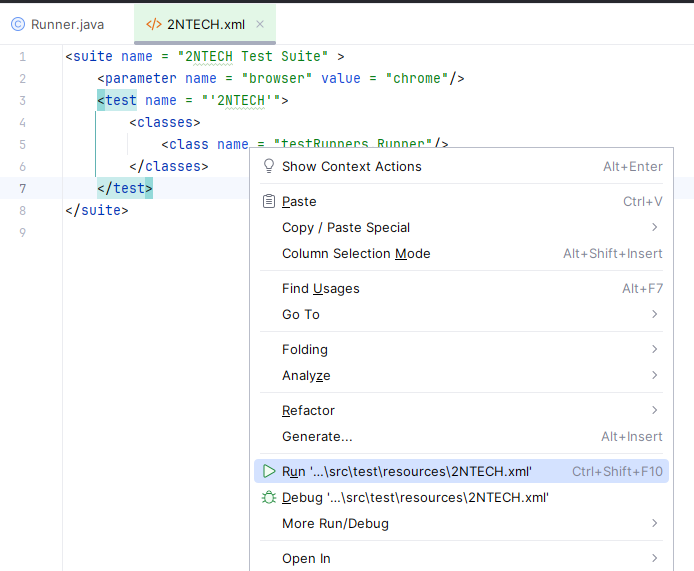 Runner.java
2NTECH.xml
1 <suite name = "2NTECH Test Suite" >
2 <parameter name = "browser" value = "chrome"/>
3 <test name = "'2NTECH'">
4 <classes>
5 <class name = "testRunners.Runner"/>
6 </classes>
7 </test>
8 </suite>
9
Show Context Actions Alt+Enter
Paste Ctrl+V
Copy / Paste Special
Column Selection Mode Alt+Shift+Insert
Find Usages Alt+F7
Go To
Folding
Analyze
Refactor
Generate... Alt+Insert
Run '...\src\test\resources\2NTECH.xml' Ctrl+Shift+F10
Debug '...\src\test\resources\2NTECH.xml'
More Run/Debug
Open In